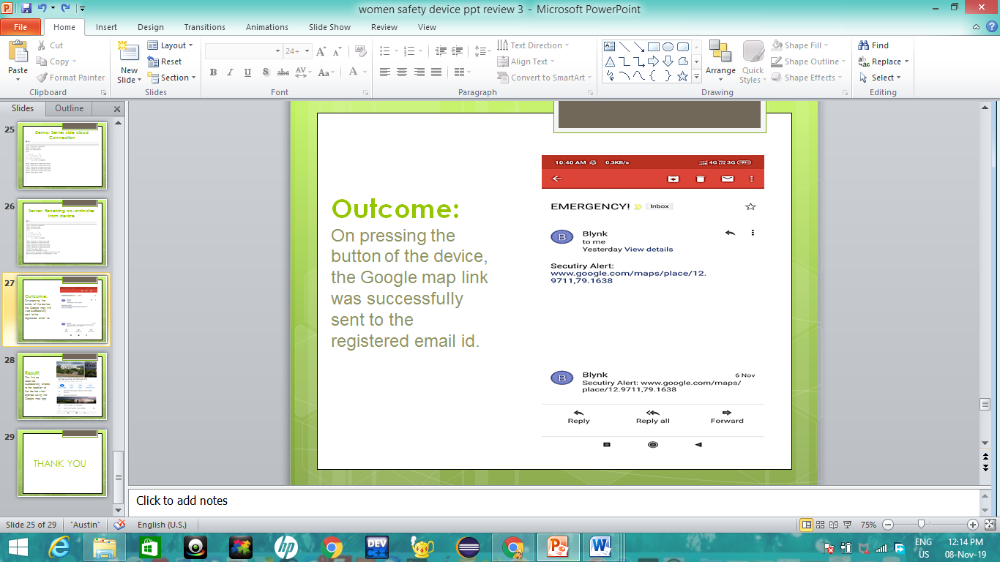 women safety device ppt review 3 - Microsoft PowerPoint
File Home Insert Design Transitions Animations Slide Show Review View
Paste
Cut
Copy
Format Painter
Clipboard
New
Slide
Layout
Reset
Section
Slides
24+
B I U S abc AV Aa A
Font
Text Direction
Align Text
Convert to SmartArt
Paragraph
Arrange
Quick
Styles
Shape Fill
Shape Outline
Shape Effects
Drawing
Find
Replace
Select
Editing
Slides Outline
25
Demo: Server side cloud
Connection
26
Server: Receiving co-ordinates
from device
27
Outcome:
On pressing the
button of the device,
the Google map link
was successfully
sent to the
registered email id.
28
Result:
The link so
received
successfully directs
to the location of
the device when
opened using the
Google map app
29
THANK YOU
Outcome:
On pressing the
button of the device,
the Google map link
was successfully
sent to the
registered email id.
10:40 AM 0.3KB/s 4G 3G
EMERGENCY! Inbox
B
Blynk
to me
Yesterday View details
Secutiry Alert:
www.google.com/maps/place/12.
9711,79.1638
B
Blynk 6 Nov
Secutiry Alert: www.google.com/maps/
place/12.9711,79.1638
Reply Reply all Forward
Click to add notes
Slide 25 of 29 "Austin" English (U.S.) 75%
hp
DEV
C++
ENG
US
12:14 PM
08-Nov-19